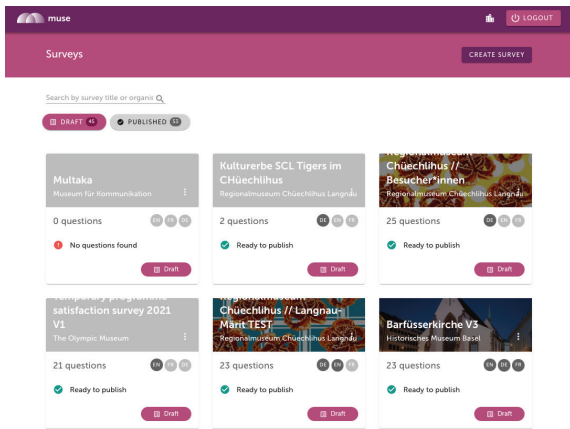 muse
LOGOUT
Surveys
CREATE SURVEY
Search by survey title or organis
DRAFT 45
PUBLISHED 51
Multaka
Museum für Kommunikation
0 questions
EN FR DE
No questions found
Draft
Kulturerbe SCL Tigers im
CHüechlihus
Regionalmuseum Chüechlihus Langnau
2 questions
DE EN FR
Ready to publish
Draft
Regionalmuseum
Chüechlihus //
Besucher*innen
Regionalmuseum Chüechlihus Langnau
25 questions
DE EN FR
Ready to publish
Draft
Temporary programme
satisfaction survey 2021
V1
The Olympic Museum
21 questions
EN FR DE
Ready to publish
Draft
Regionalmuseum
Chüechlihus // Langnau-
Märit TEST
Regionalmuseum Chüechlihus Langnau
23 questions
DE EN FR
Ready to publish
Draft
Barfüsserkirche V3
Historisches Museum Basel
23 questions
EN DE FR
Ready to publish
Draft